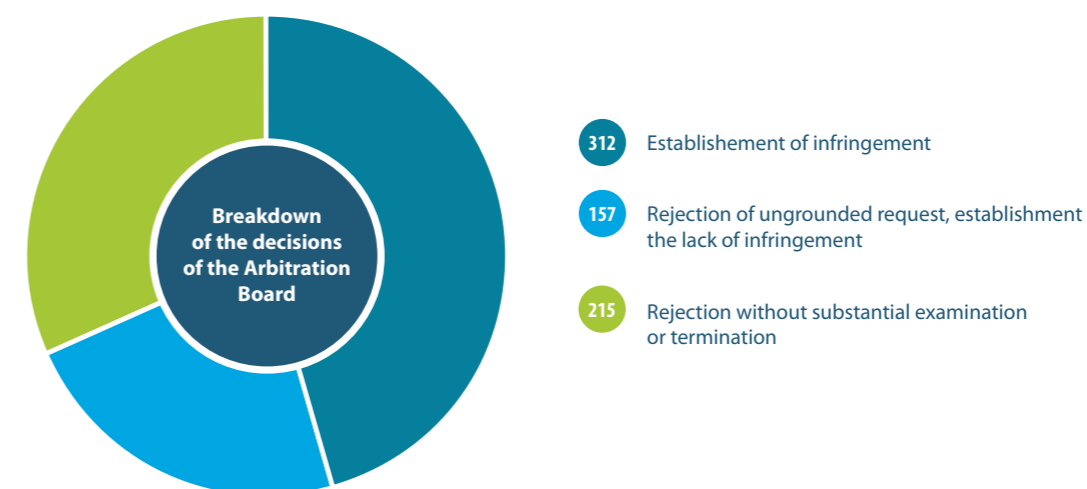 Breakdown
of the decisions
of the Arbitration
Board
312 Establishement of infringement
157 Rejection of ungrounded request, establishment
the lack of infringement
215 Rejection without substantial examination
or termination